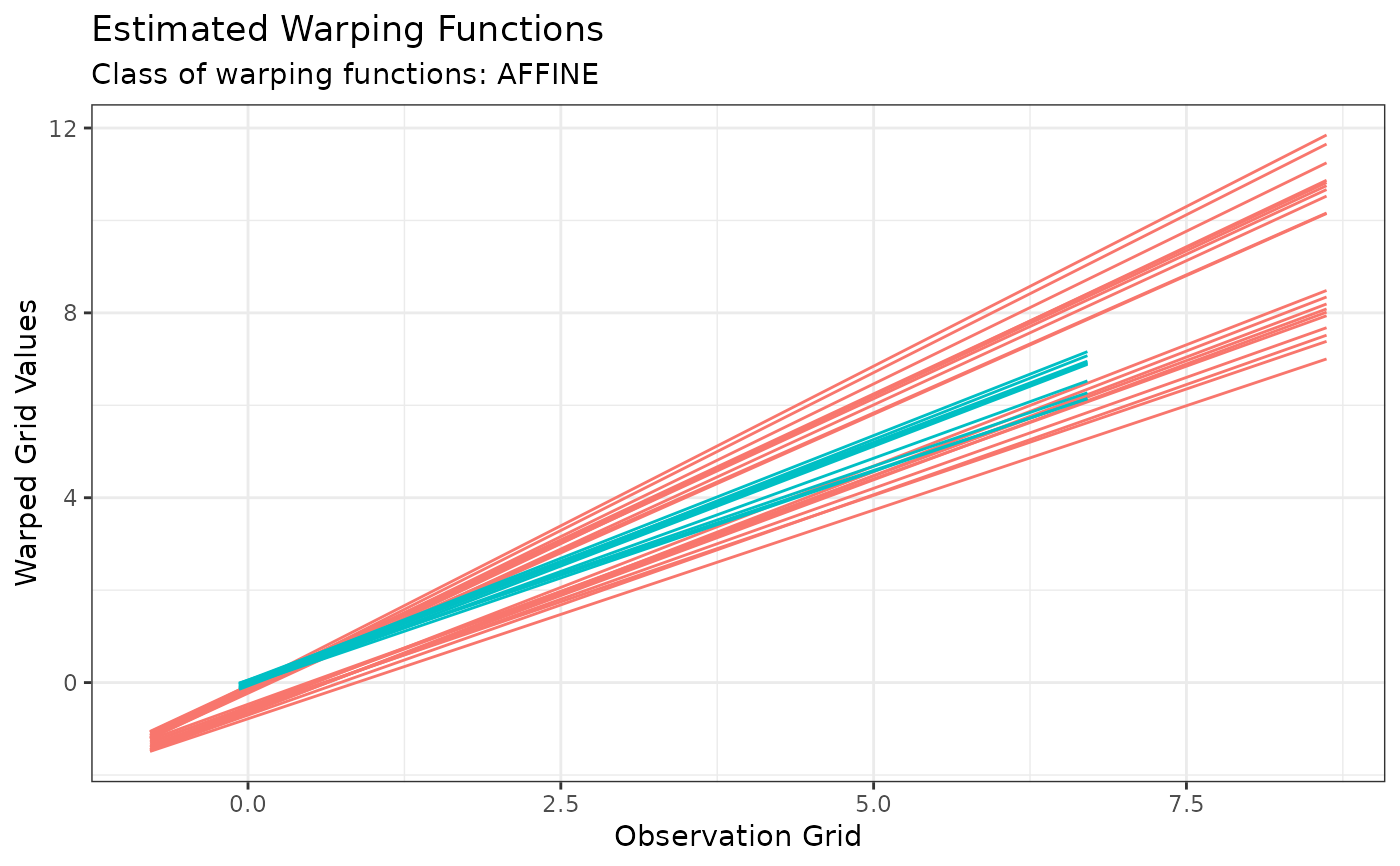 Estimated Warping Functions
Class of warping functions: AFFINE
Warped Grid Values
12
8
4
0
0.0 2.5 5.0 7.5
Observation Grid